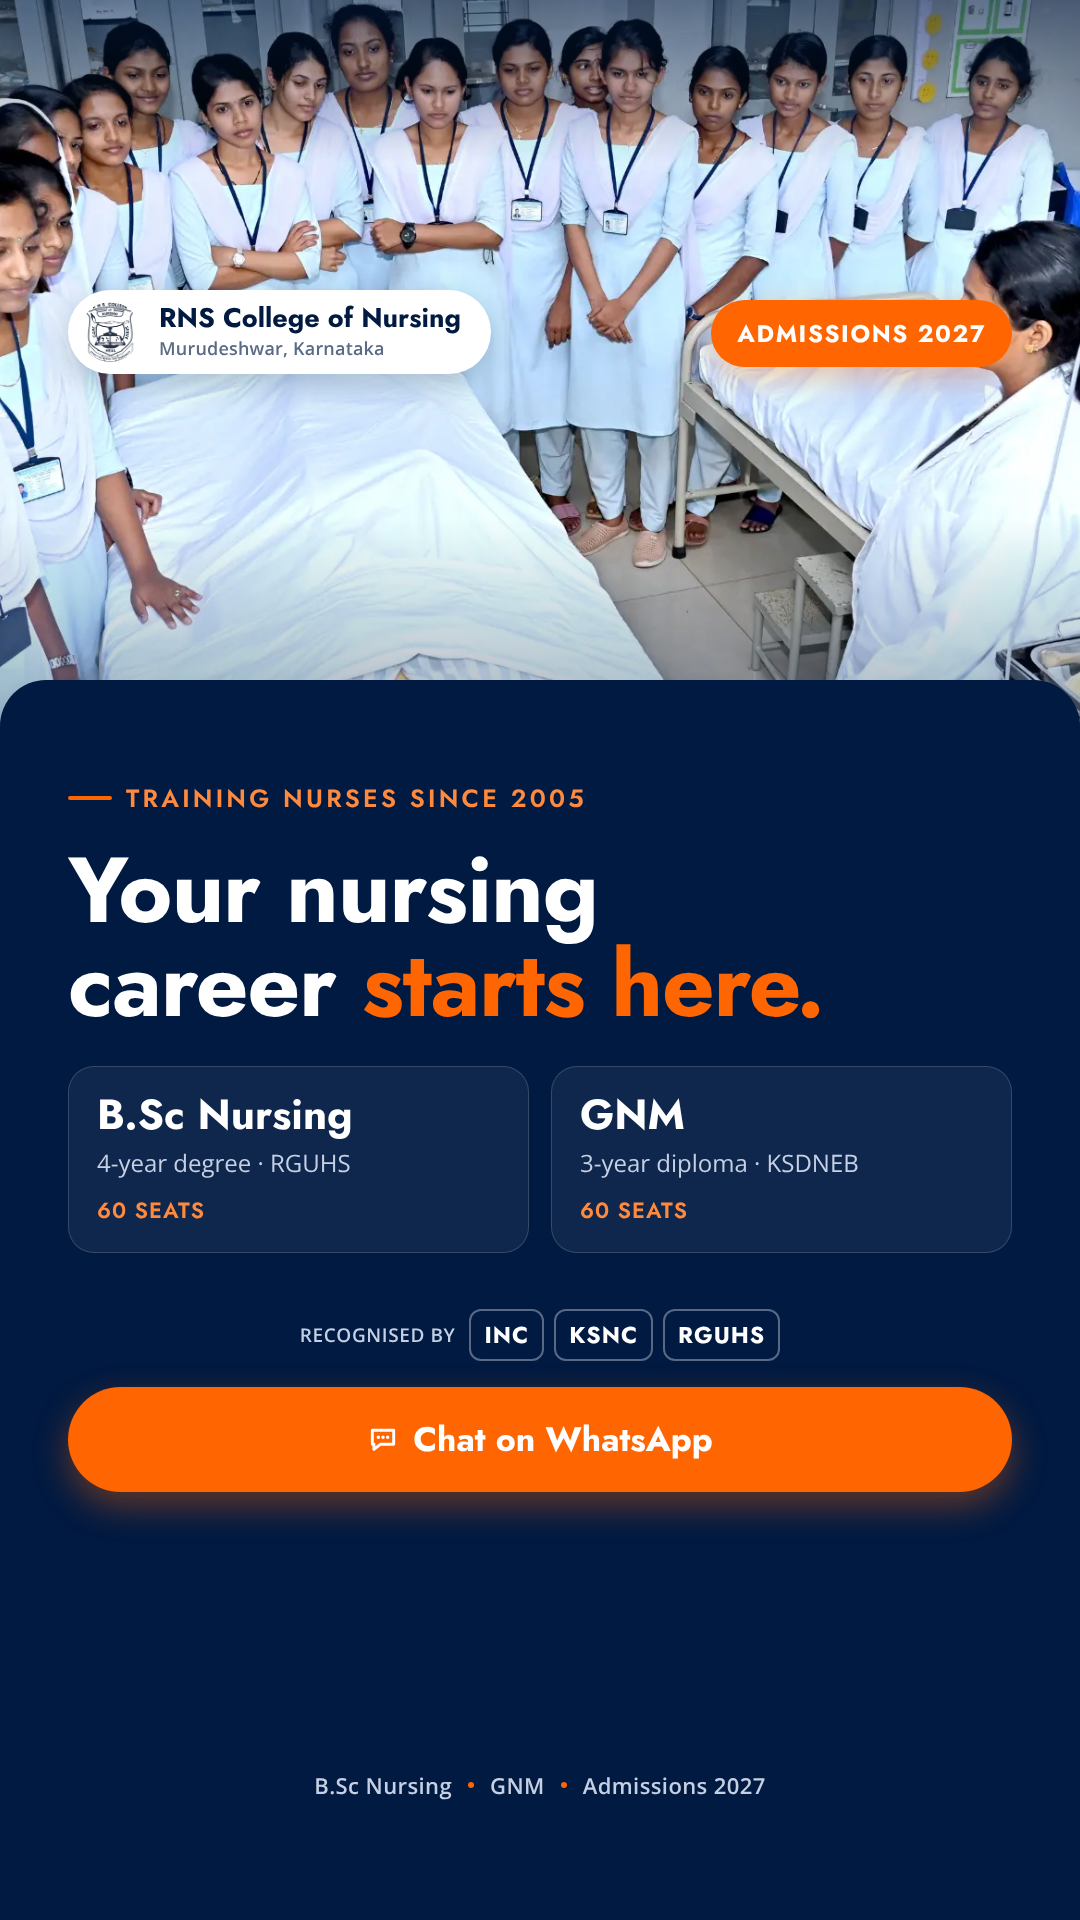 RNS College of Nursing
Murudeshwar, Karnataka
ADMISSIONS 2027
TRAINING NURSES SINCE 2005
Your nursing
career starts here.
B.Sc Nursing
4-year degree · RGUHS
60 SEATS
GNM
3-year diploma · KSDNEB
60 SEATS
RECOGNISED BY INC KSNC RGUHS
Chat on WhatsApp
B.Sc Nursing • GNM • Admissions 2027